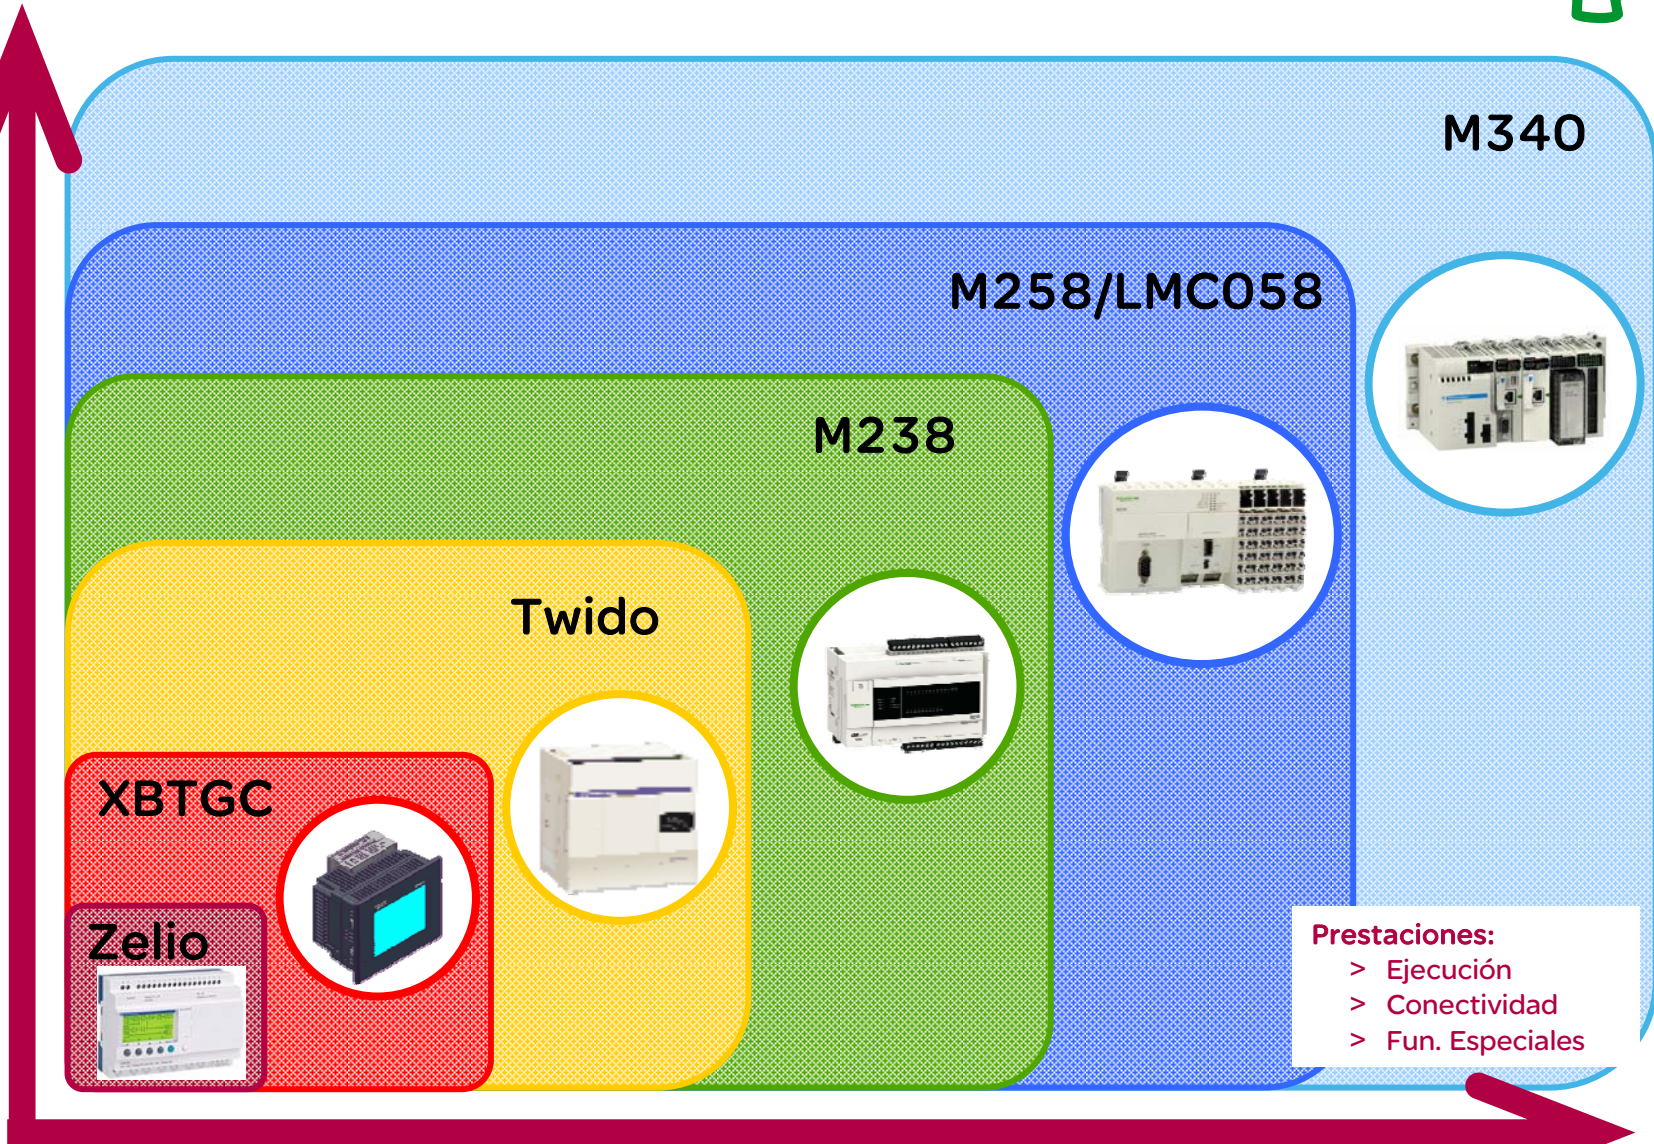 M340
M258/LMC058
M238
Twido
XBTGC
Zelio
Prestaciones:
> Ejecución
> Conectividad
> Fun. Especiales